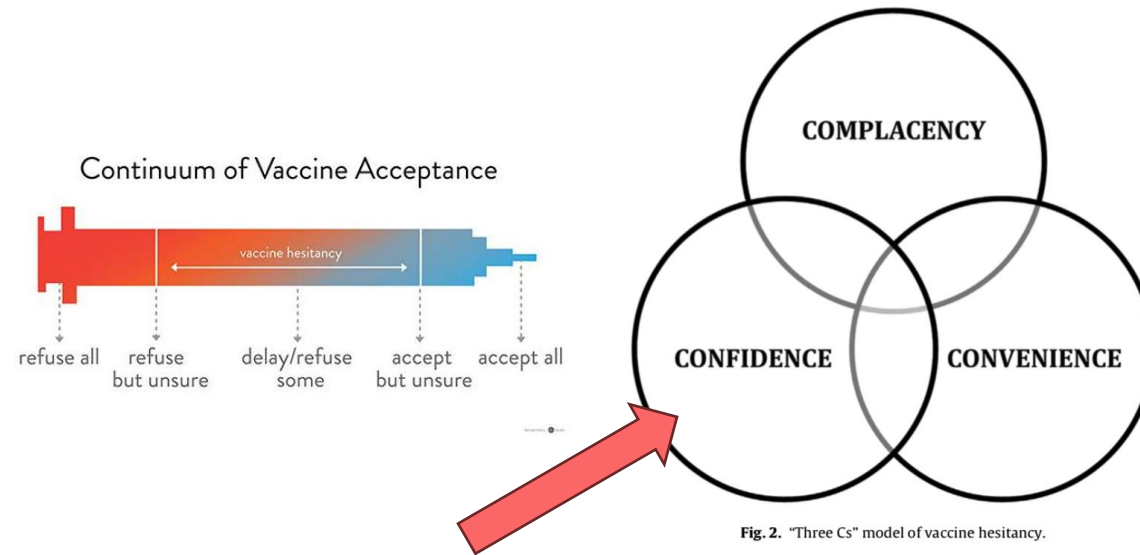 Continuum of Vaccine Acceptance
vaccine hesitancy
refuse all
refuse
but unsure
delay/refuse
some
accept
but unsure
accept all
COMPLACENCY
CONFIDENCE
CONVENIENCE
Fig. 2. “Three Cs” model of vaccine hesitancy.